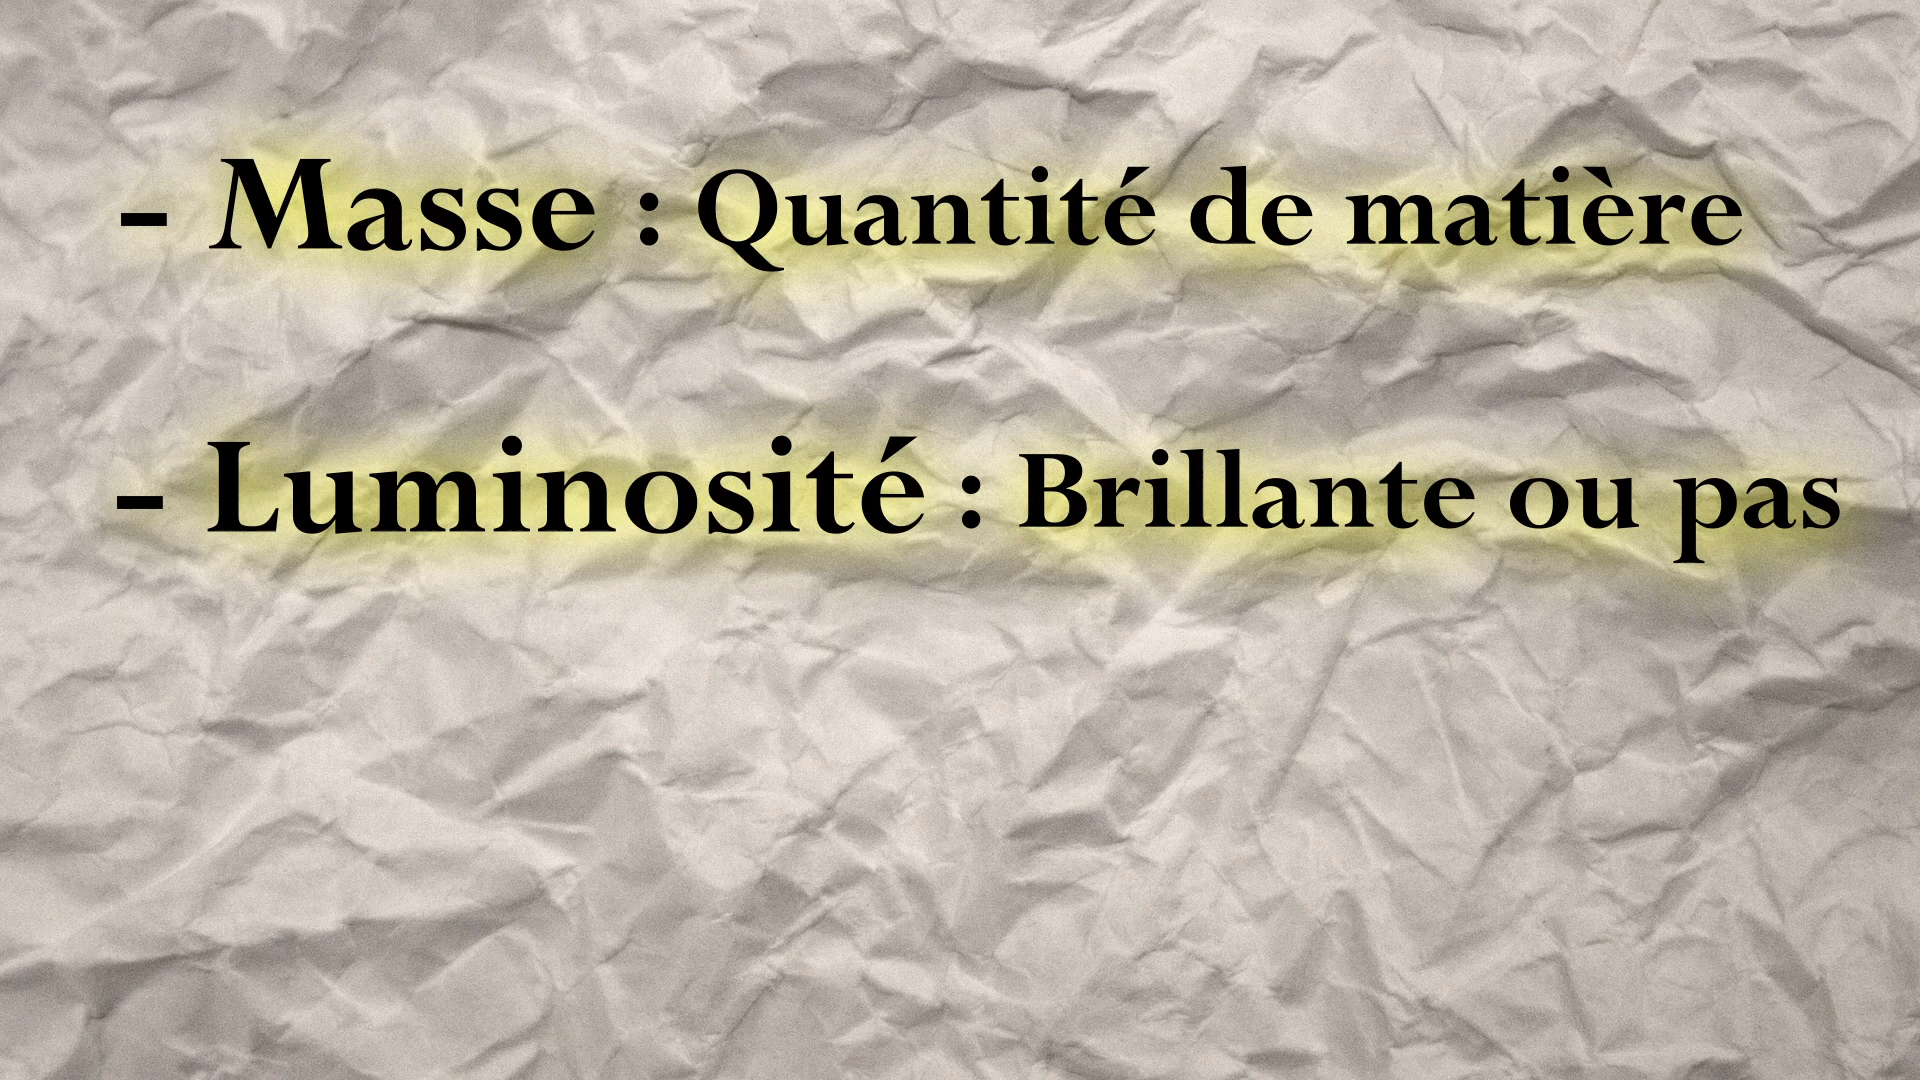 - Masse : Quantité de matière
- Luminosité : Brillante ou pas